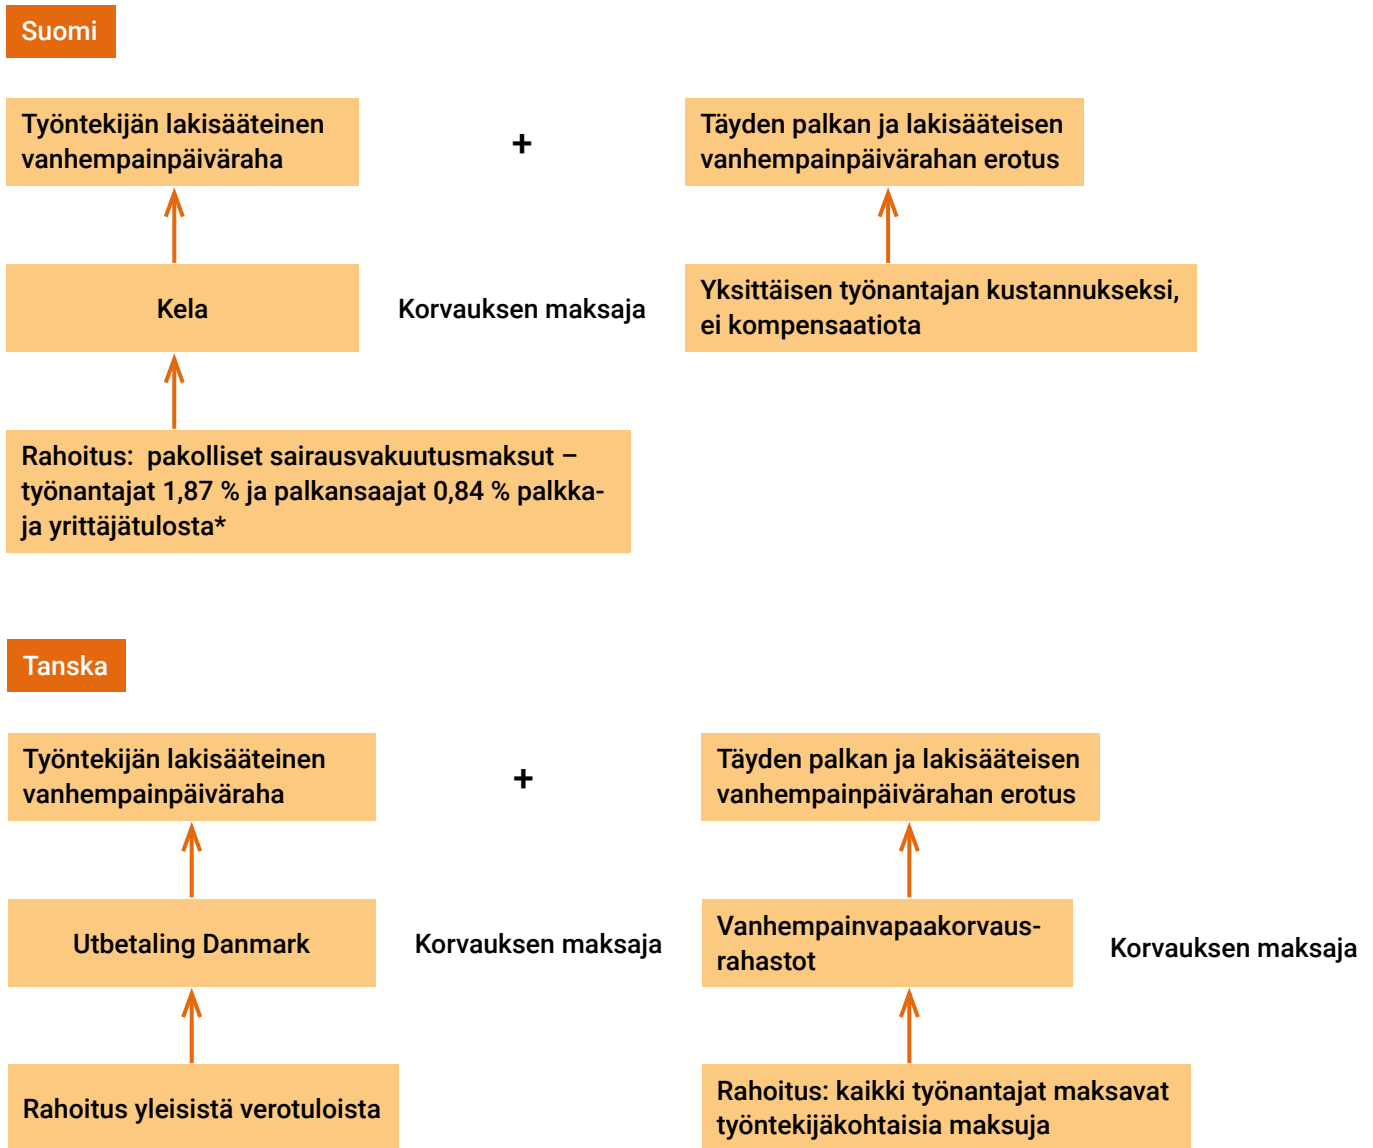 Suomi
Työntekijän lakisääteinen
vanhempainpäiväraha
+
Täyden palkan ja lakisääteisen
vanhempainpäivärahan erotus
Kela
Korvauksen maksaja
Yksittäisen työnantajan kustannukseksi,
ei kompensaatiota
Rahoitus:  pakolliset sairausvakuutusmaksut –
työnantajat 1,87 % ja palkansaajat 0,84 % palkka-
ja yrittäjätulosta*
Tanska
Työntekijän lakisääteinen
vanhempainpäiväraha
+
Täyden palkan ja lakisääteisen
vanhempainpäivärahan erotus
Utbetaling Danmark
Korvauksen maksaja
Vanhempainvapaakorvaus-
rahastot
Korvauksen maksaja
Rahoitus yleisistä verotuloista
Rahoitus: kaikki työnantajat maksavat
työntekijäkohtaisia maksuja